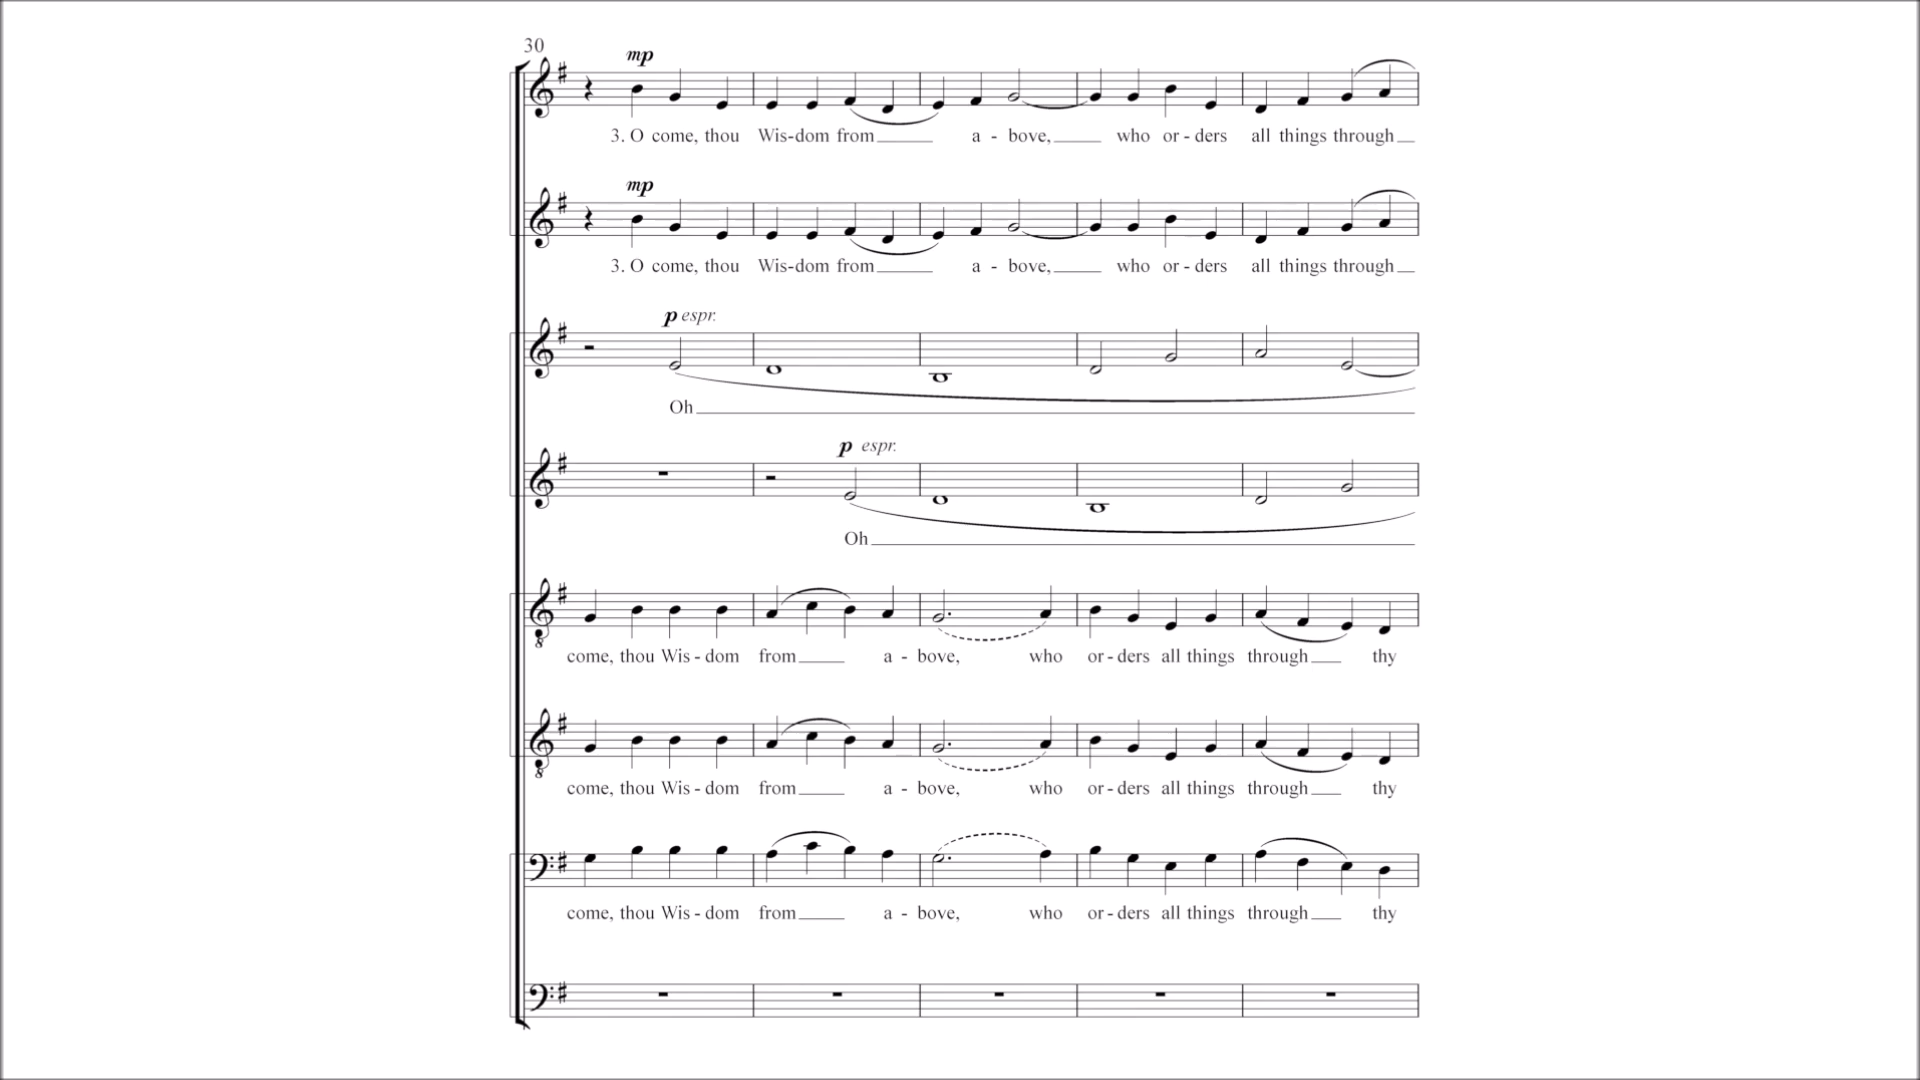 30
mp
3. O come, thou Wis-dom from a - bove, who or - ders all things through
mp
3. O come, thou Wis-dom from a - bove, who or - ders all things through
p espr.
Oh
p espr.
Oh
come, thou Wis - dom from a - bove, who or - ders all things through thy
come, thou Wis - dom from a - bove, who or - ders all things through thy
come, thou Wis - dom from a - bove, who or - ders all things through thy